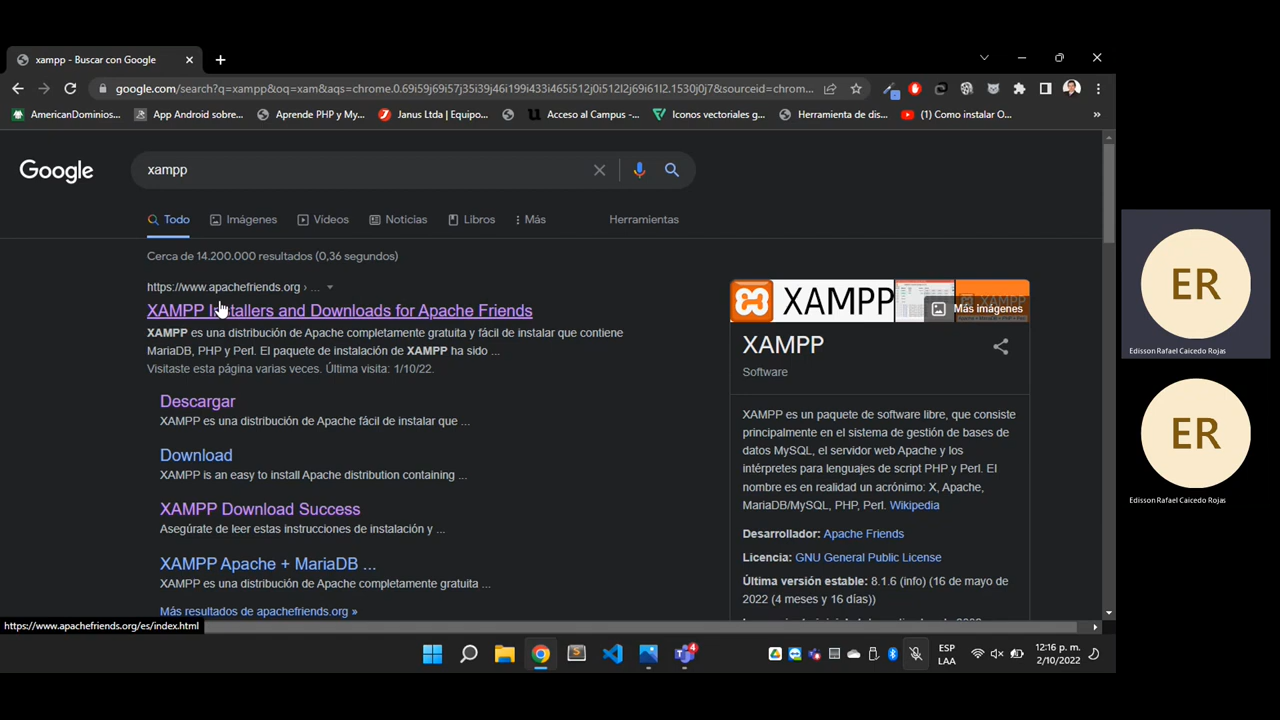 xampp - Buscar con Google
google.com/search?q=xampp&oq=xam&aqs=chrome.0.69i59j69i57j35i39j46i199i433i465i512j0i512l2j69i61l2.1530j0j7&sourceid=chrom...
AmericanDominios...
App Android sobre...
Aprende PHP y My...
Janus Ltda | Equipo...
Acceso al Campus -...
Iconos vectoriales g...
Herramienta de dis...
(1) Como instalar O...
»
Google
xampp
Todo
Imágenes
Videos
Noticias
Libros
Más
Herramientas
Cerca de 14.200.000 resultados (0,36 segundos)
https://www.apachefriends.org › ...
XAMPP Installers and Downloads for Apache Friends
XAMPP es una distribución de Apache completamente gratuita y fácil de instalar que contiene
MariaDB, PHP y Perl. El paquete de instalación de XAMPP ha sido ...
Visitaste esta página varias veces. Última visita: 1/10/22.
Descargar
XAMPP es una distribución de Apache fácil de instalar que ...
Download
XAMPP is an easy to install Apache distribution containing ...
XAMPP Download Success
Asegúrate de leer estas instrucciones de instalación y ...
XAMPP Apache + MariaDB ...
XAMPP es una distribución de Apache completamente gratuita ...
Más resultados de apachefriends.org »
https://www.apachefriends.org/es/index.html
XAMPP
Más imágenes
XAMPP
Software
XAMPP es un paquete de software libre, que consiste
principalmente en el sistema de gestión de bases de
datos MySQL, el servidor web Apache y los
intérpretes para lenguajes de script PHP y Perl. El
nombre es en realidad un acrónimo: X, Apache,
MariaDB/MySQL, PHP, Perl. Wikipedia
Desarrollador: Apache Friends
Licencia: GNU General Public License
Última versión estable: 8.1.6 (info) (16 de mayo de
2022 (4 meses y 16 días))
ER
Edisson Rafael Caicedo Rojas
ER
Edisson Rafael Caicedo Rojas
4
ESP
LAA
12:16 p. m.
2/10/2022